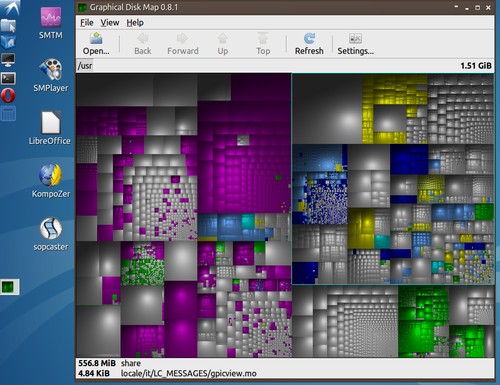 Graphical Disk Map 0.8.1
File View Help
Open... Back Forward Up Top Refresh Settings...
/usr 1.51 GiB
SMTM
SMPlayer
LibreOffice
KompoZer
sopcaster
556.8 MiB share
4.84 KiB locale/it/LC_MESSAGES/gpicview.mo